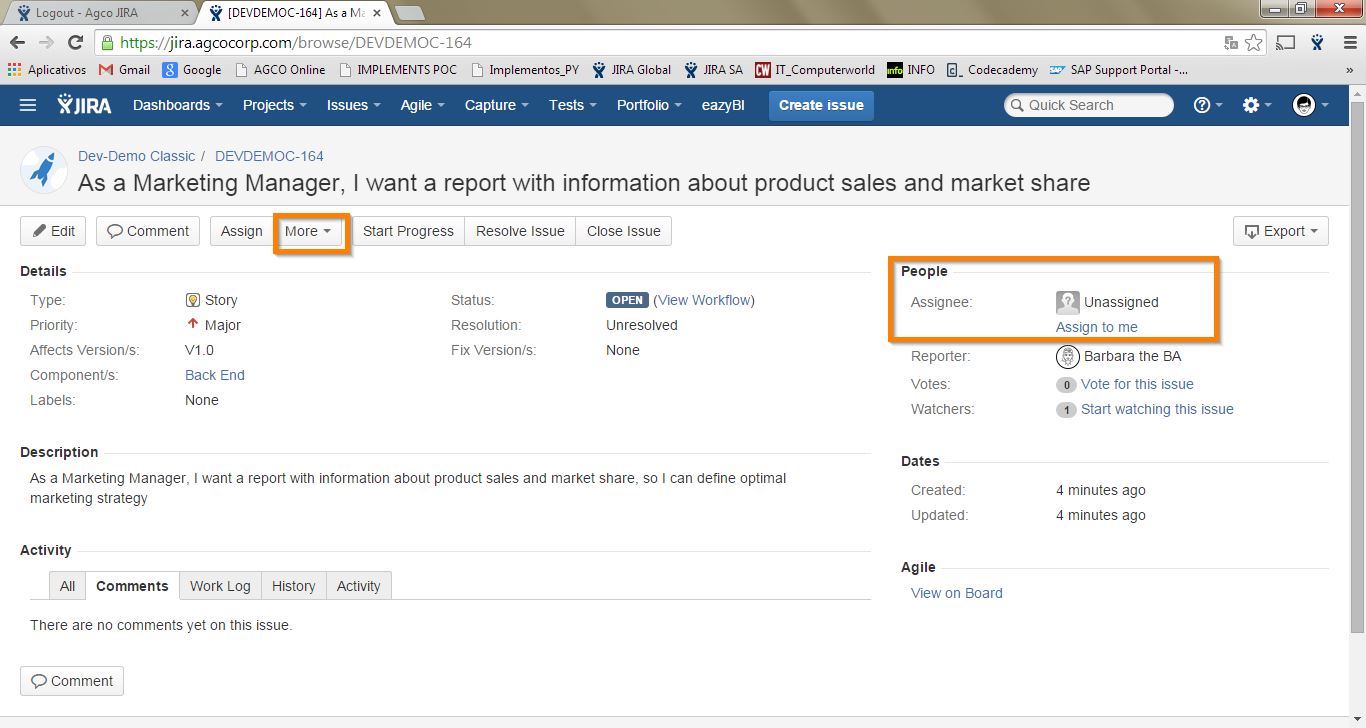 Logout - Agco JIRA
[DEVDEMOC-164] As a Ma
https://jira.agcocorp.com/browse/DEVDEMOC-164
Aplicativos Gmail Google AGCO Online IMPLEMENTS POC Implementos_PY JIRA Global JIRA SA IT_Computerworld INFO Codecademy SAP Support Portal -... »
JIRA Dashboards Projects Issues Agile Capture Tests Portfolio eazyBI Create issue Quick Search
Dev-Demo Classic / DEVDEMOC-164
As a Marketing Manager, I want a report with information about product sales and market share
Edit Comment Assign More Start Progress Resolve Issue Close Issue Export
Details
Type: Story
Priority: Major
Affects Version/s: V1.0
Component/s: Back End
Labels: None
Status: OPEN (View Workflow)
Resolution: Unresolved
Fix Version/s: None
Description
As a Marketing Manager, I want a report with information about product sales and market share, so I can define optimal
marketing strategy
Activity
All Comments Work Log History Activity
There are no comments yet on this issue.
Comment
People
Assignee: Unassigned
Assign to me
Reporter: Barbara the BA
Votes: 0 Vote for this issue
Watchers: 1 Start watching this issue
Dates
Created: 4 minutes ago
Updated: 4 minutes ago
Agile
View on Board